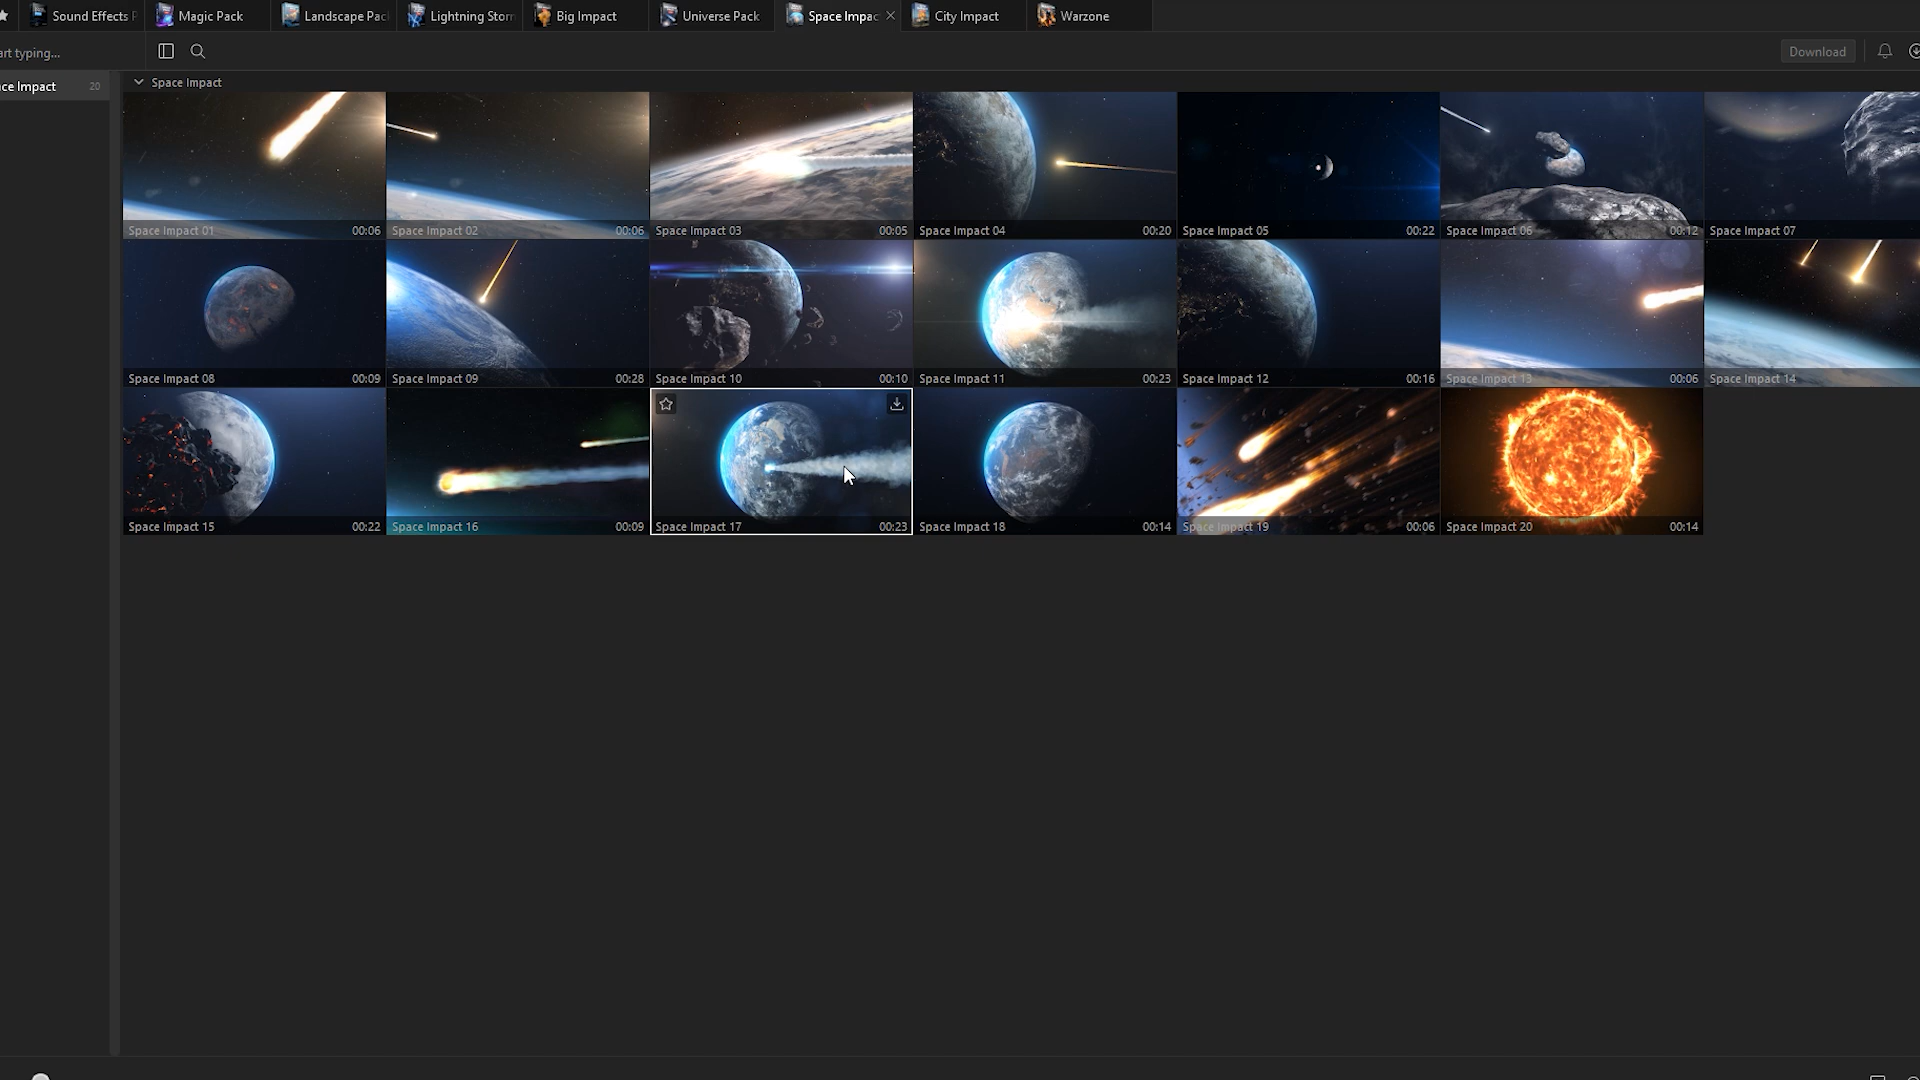 Sound Effects P Magic Pack Landscape Pac Lightning Storm Big Impact Universe Pack Space Impac City Impact Warzone
art typing... Download
ce Impact 20 Space Impact
Space Impact 01 00:06 Space Impact 02 00:06 Space Impact 03 00:05 Space Impact 04 00:20 Space Impact 05 00:22 Space Impact 06 00:12 Space Impact 07
Space Impact 08 00:09 Space Impact 09 00:28 Space Impact 10 00:10 Space Impact 11 00:23 Space Impact 12 00:16 Space Impact 13 00:06 Space Impact 14
Space Impact 15 00:22 Space Impact 16 00:09 Space Impact 17 00:23 Space Impact 18 00:14 Space Impact 19 00:06 Space Impact 20 00:14